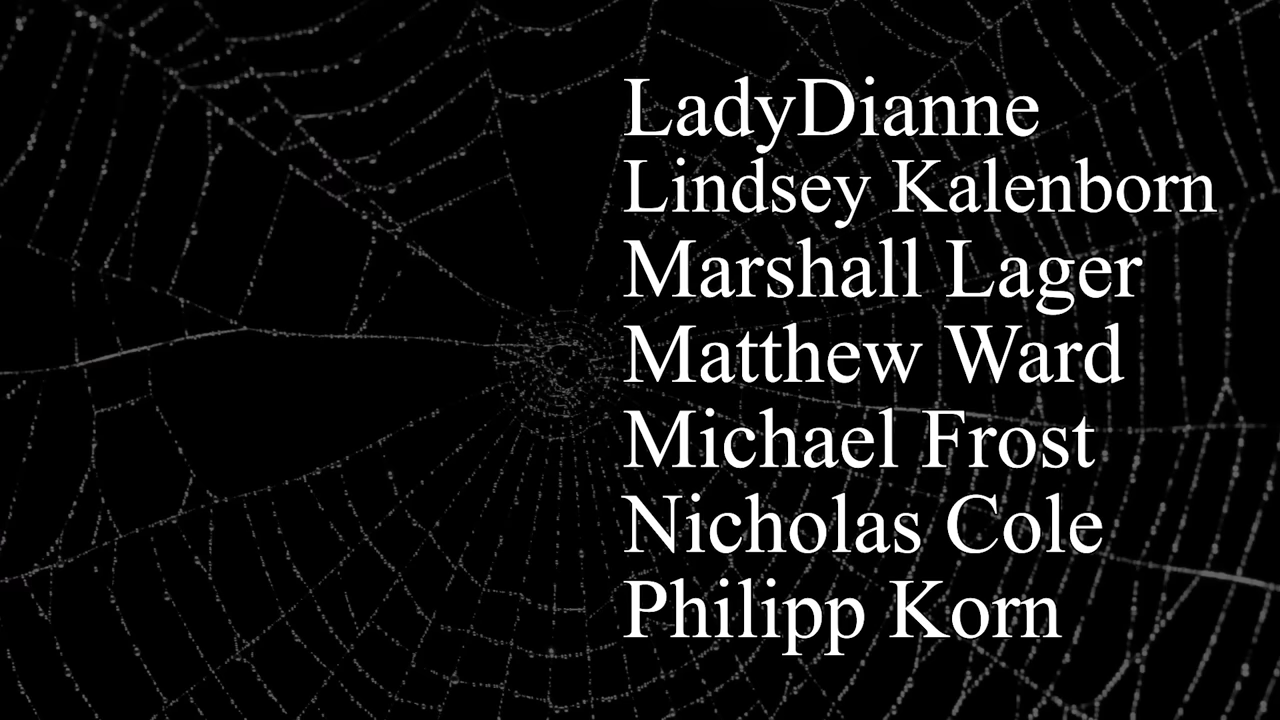 LadyDianne
Lindsey Kalenborn
Marshall Lager
Matthew Ward
Michael Frost
Nicholas Cole
Philipp Korn